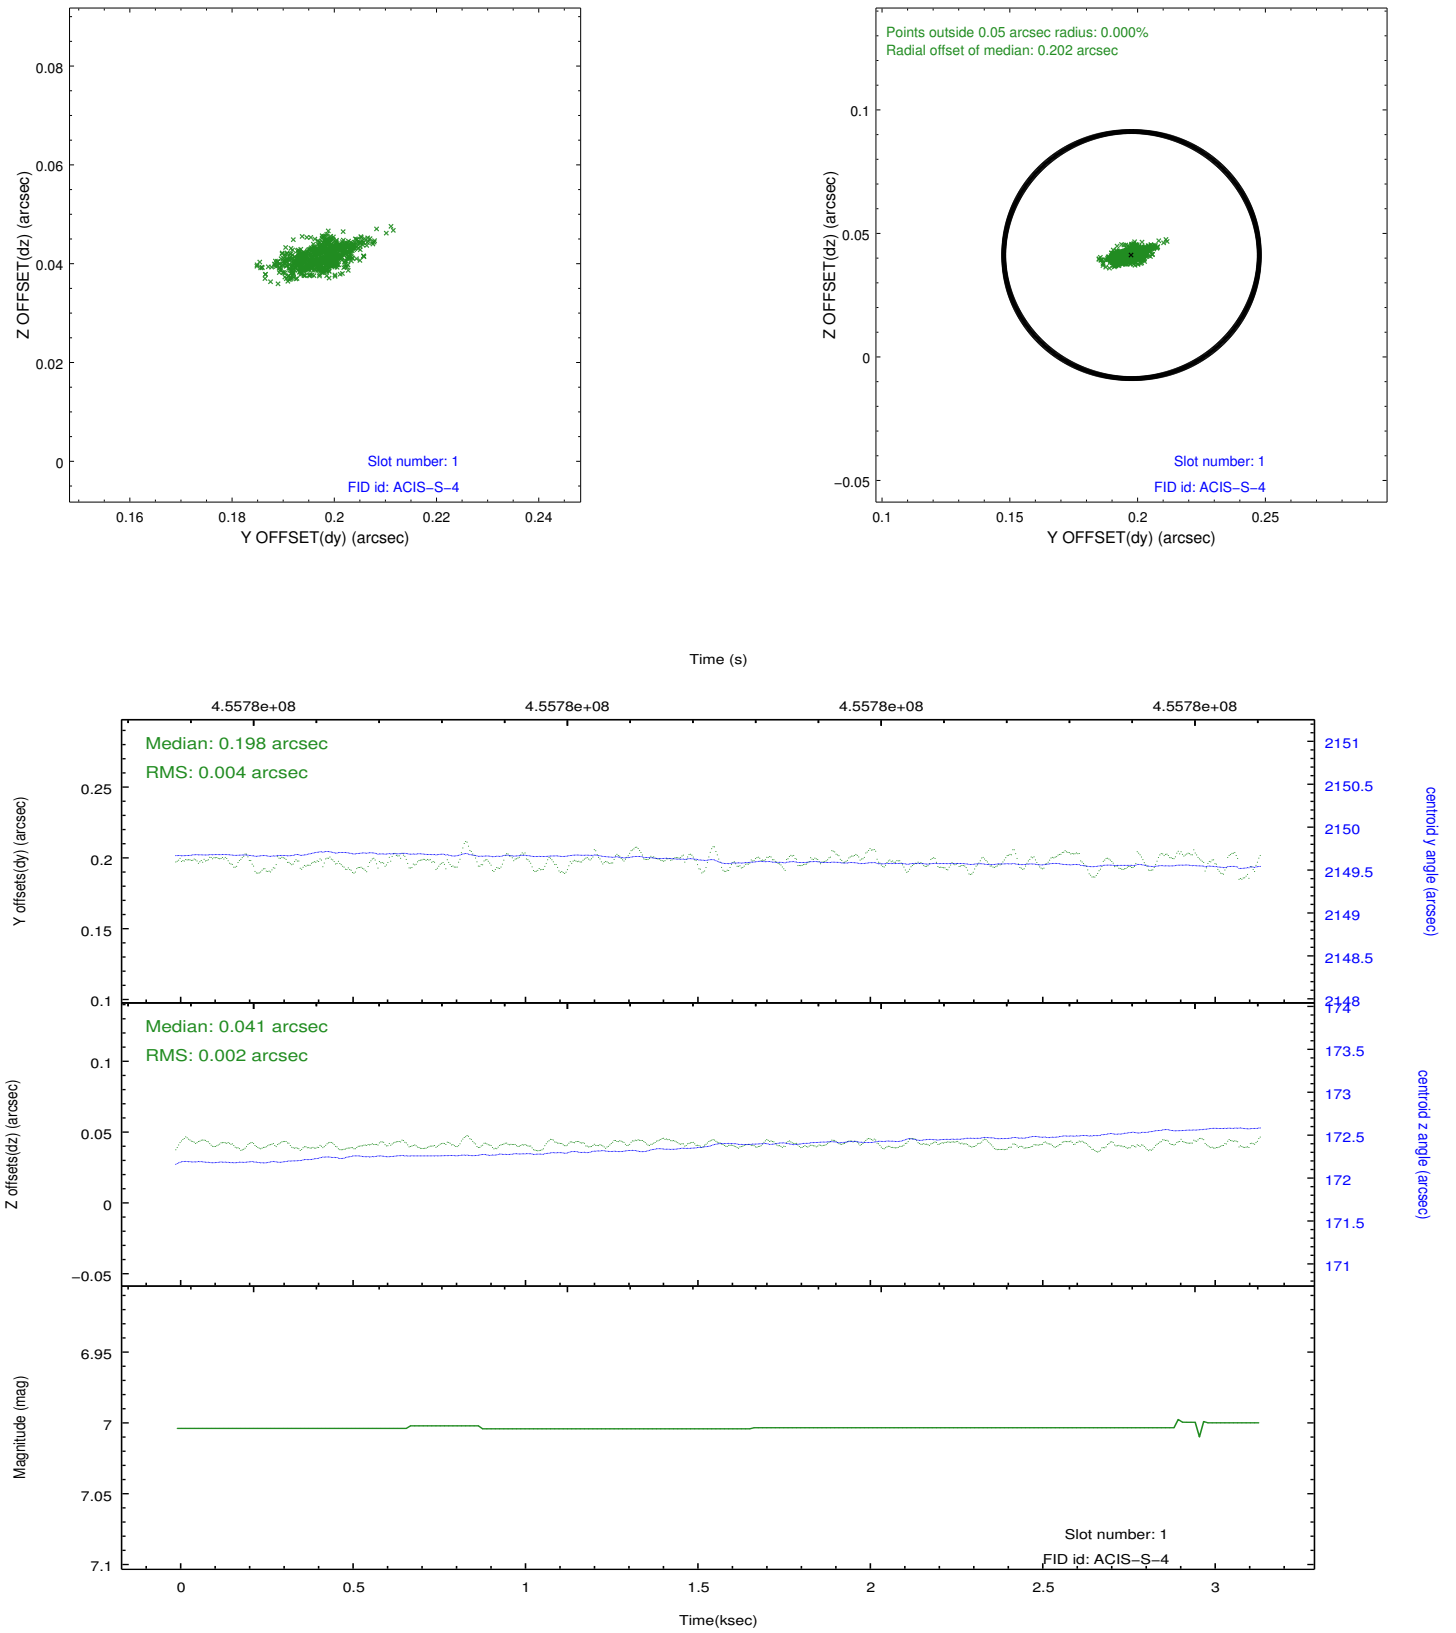 0.08
0.06
0.04
0.02
0
Z OFFSET(dz) (arcsec)
Slot number: 1
FID id: ACIS−S−4
0.16
0.18
0.2
0.22
0.24
Y OFFSET(dy) (arcsec)
Points outside 0.05 arcsec radius: 0.000%
Radial offset of median: 0.202 arcsec
0.1
0.05
0
−0.05
Z OFFSET(dz) (arcsec)
Slot number: 1
FID id: ACIS−S−4
0.1
0.15
0.2
0.25
Y OFFSET(dy) (arcsec)
Time (s)
4.5578e+08
4.5578e+08
4.5578e+08
4.5578e+08
Median: 0.198 arcsec
RMS: 0.004 arcsec
0.25
0.2
0.15
0.1
Y offsets(dy) (arcsec)
2151
2150.5
2150
2149.5
2149
2148.5
2148
centroid y angle (arcsec)
Median: 0.041 arcsec
RMS: 0.002 arcsec
0.1
0.05
0
−0.05
Z offsets(dz) (arcsec)
174
173.5
173
172.5
172
171.5
171
centroid z angle (arcsec)
6.95
7
7.05
7.1
Magnitude (mag)
Slot number: 1
FID id: ACIS−S−4
0
0.5
1
1.5
2
2.5
3
Time(ksec)